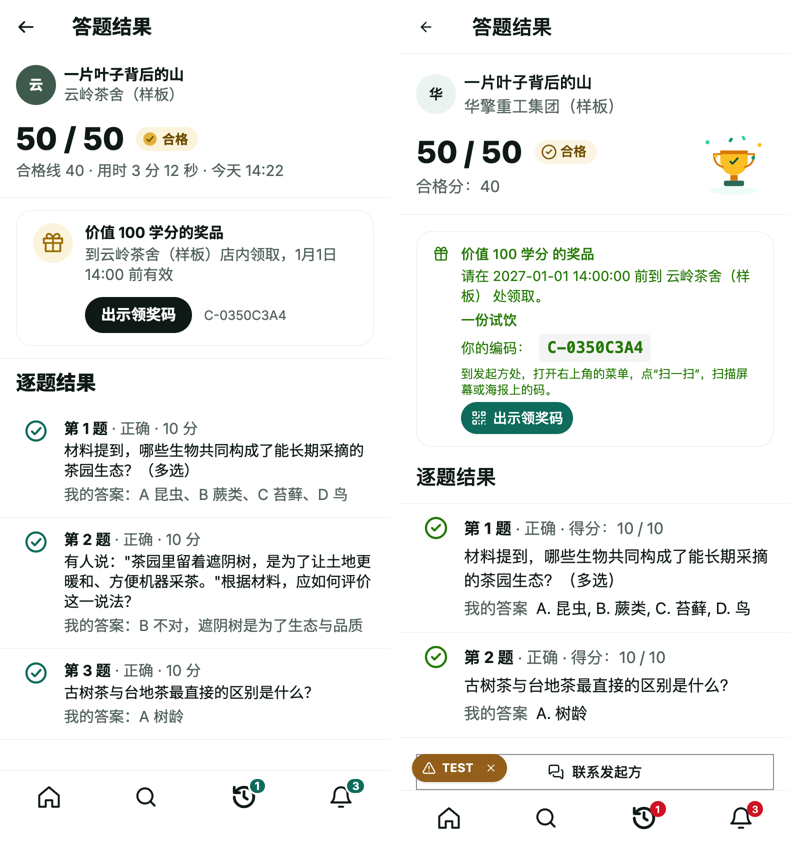 答题结果
云
一片叶子背后的山
云岭茶舍（样板）
50 / 50 合格
合格线 40 · 用时 3 分 12 秒 · 今天 14:22
价值 100 学分的奖品
到云岭茶舍（样板）店内领取，1月1日
14:00 前有效
出示领奖码 C-0350C3A4
逐题结果
第 1 题 · 正确 · 10 分
材料提到，哪些生物共同构成了能长期采摘的
茶园生态？（多选）
我的答案：A 昆虫、B 蕨类、C 苔藓、D 鸟
第 2 题 · 正确 · 10 分
有人说："茶园里留着遮阴树，是为了让土地更
暖和、方便机器采茶。"根据材料，应如何评价
这一说法？
我的答案：B 不对，遮阴树是为了生态与品质
第 3 题 · 正确 · 10 分
古树茶与台地茶最直接的区别是什么？
我的答案：A 树龄
1
3
答题结果
华
一片叶子背后的山
华擎重工集团（样板）
50 / 50 合格
合格分：40
价值 100 学分 的奖品
请在 2027-01-01 14:00:00 前到 云岭茶舍（样
板） 处领取。
一份试饮
你的编码： C-0350C3A4
到发起方处，打开右上角的菜单，点“扫一扫”，扫描屏
幕或海报上的码。
出示领奖码
逐题结果
第 1 题 · 正确 · 得分：10 / 10
材料提到，哪些生物共同构成了能长期采摘
的茶园生态？（多选）
我的答案 A. 昆虫, B. 蕨类, C. 苔藓, D. 鸟
第 2 题 · 正确 · 得分：10 / 10
古树茶与台地茶最直接的区别是什么？
我的答案 A. 树龄
TEST ×
联系发起方
1
3